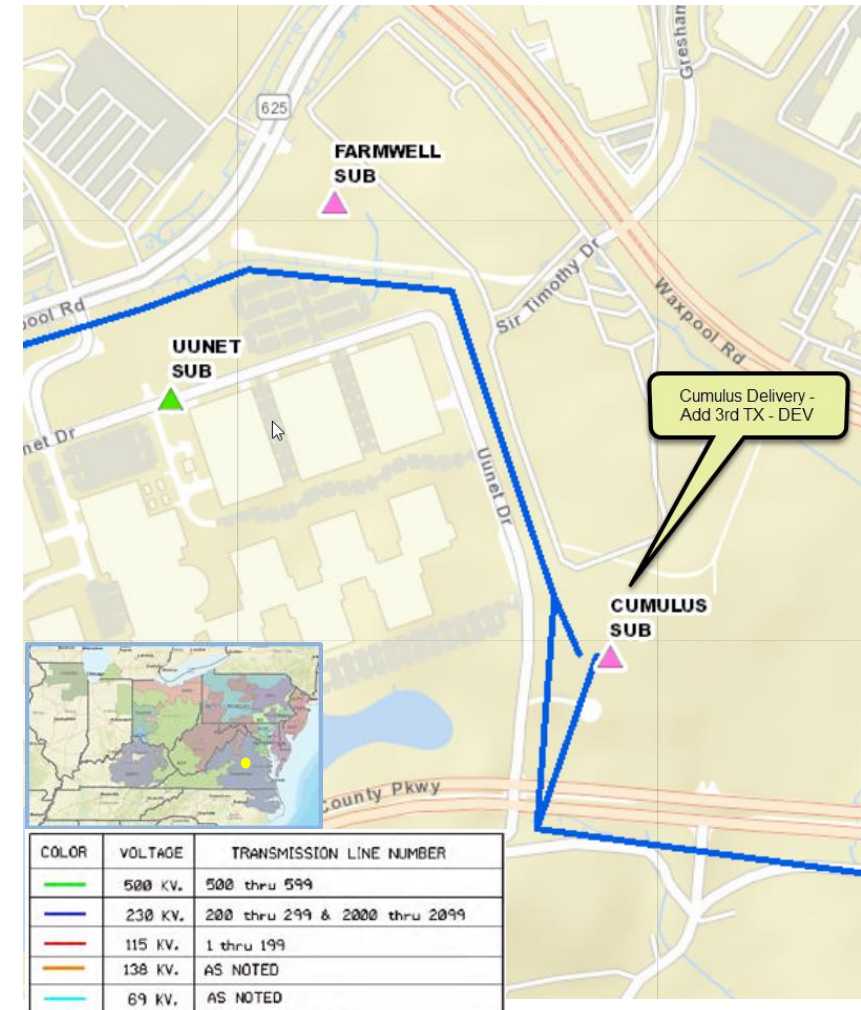 Gresham
625
FARMWELL
SUB
Sir Timothy Dr
Waxpool Rd
pool Rd
UUNET
SUB
Cumulus Delivery -
Add 3rd TX - DEV
net Dr
Uunet Dr
CUMULUS
SUB
County Pkwy
COLOR VOLTAGE TRANSMISSION LINE NUMBER
500 KV. 500 thru 599
230 KV. 200 thru 299 & 2000 thru 2099
115 KV. 1 thru 199
138 KV. AS NOTED
69 KV. AS NOTED